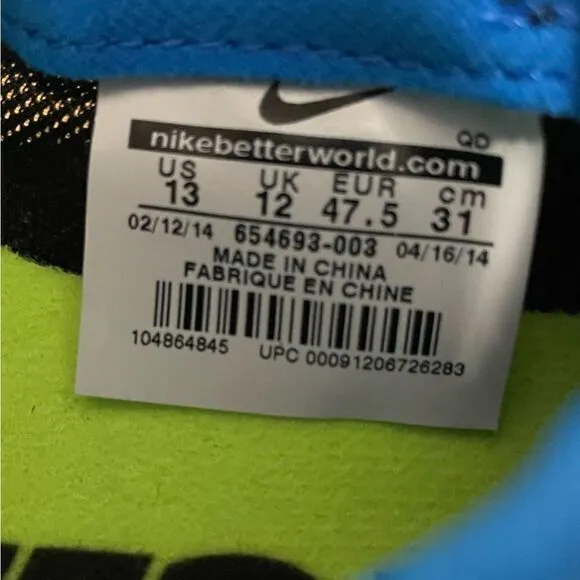 QD
nikebetterworld.com
US UK EUR cm
13 12 47.5 31
02/12/14 654693-003 04/16/14
MADE IN CHINA
FABRIQUE EN CHINE
104864845 UPC 00091206726283